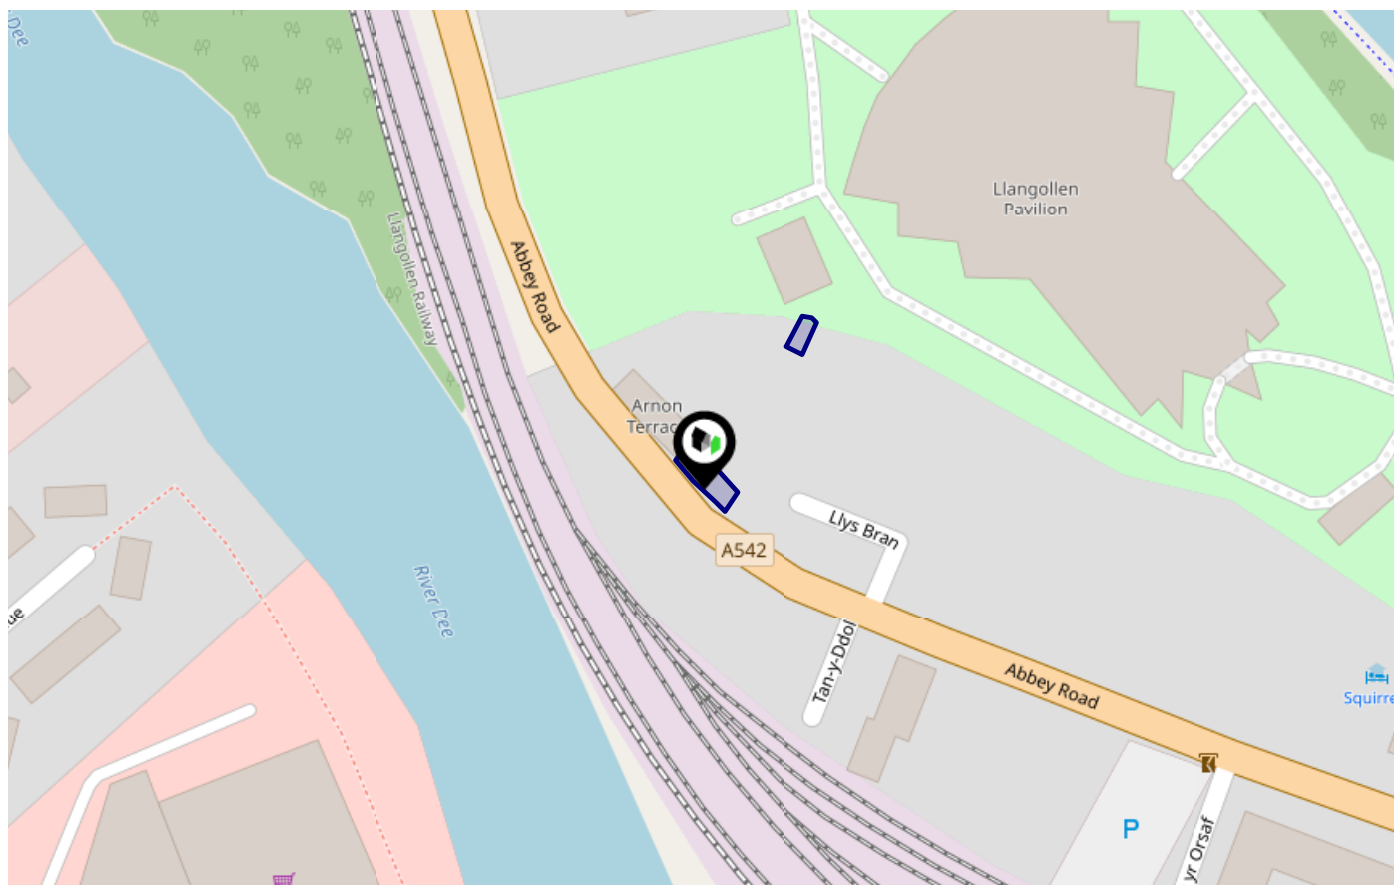 Dee
Llangollen
Pavilion
Llangollen Railway
Abbey Road
Arnon
Llys Bran
A542
River Dee
ue
Tan-y-Ddol
Abbey Road
Squirre
P
yr Orsaf